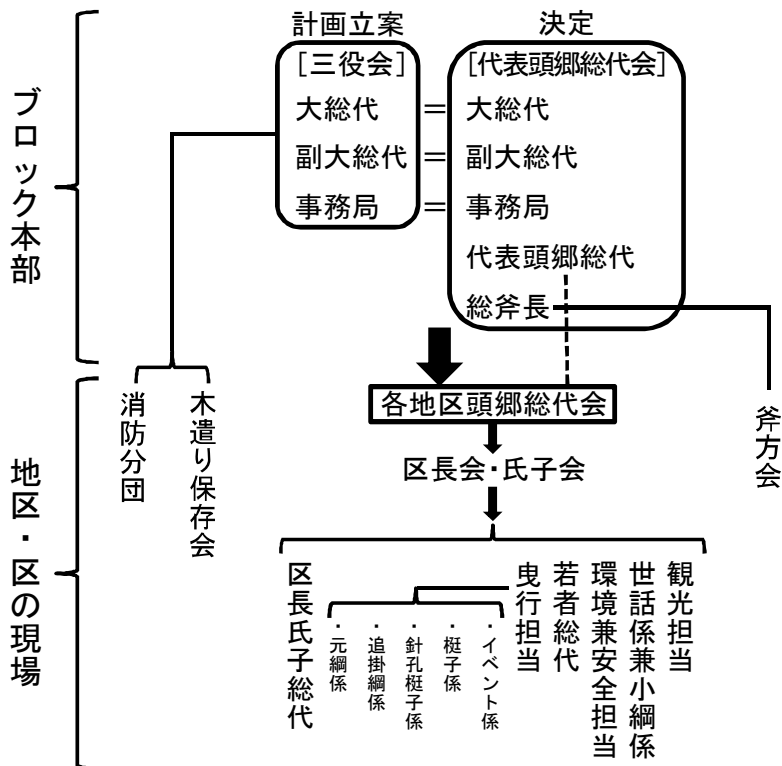 計画立案
決定
[三役会]
[代表頭郷総代会]
大総代
＝
大総代
副大総代
＝
副大総代
事務局
＝
事務局
代表頭郷総代
総斧長
ブロック本部
消防分団
木遣り保存会
斧方会
各地区頭郷総代会
区長会・氏子会
地区・区の現場
区長氏子総代
・元綱係
・追掛綱係
・針孔梃子係
・梃子係
・イベント係
曳行担当
若者総代
環境兼安全担当
世話係兼小綱係
観光担当